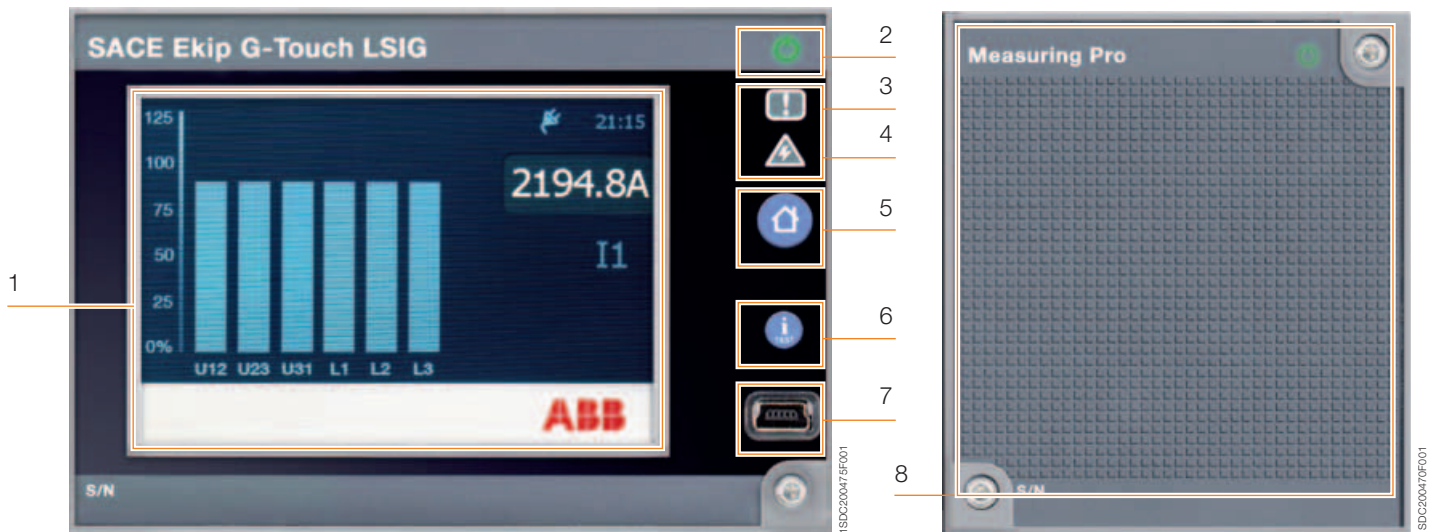 SACE Ekip G-Touch LSIG
125
100
75
50
25
0%
U12 U23 U31 L1 L2 L3
21:15
2194.8A
I1
ABB
S/N
1
2
3
4
5
i
TEST
6
7
1SDC200475F001
Measuring Pro
8
S/N
SDC200470F001